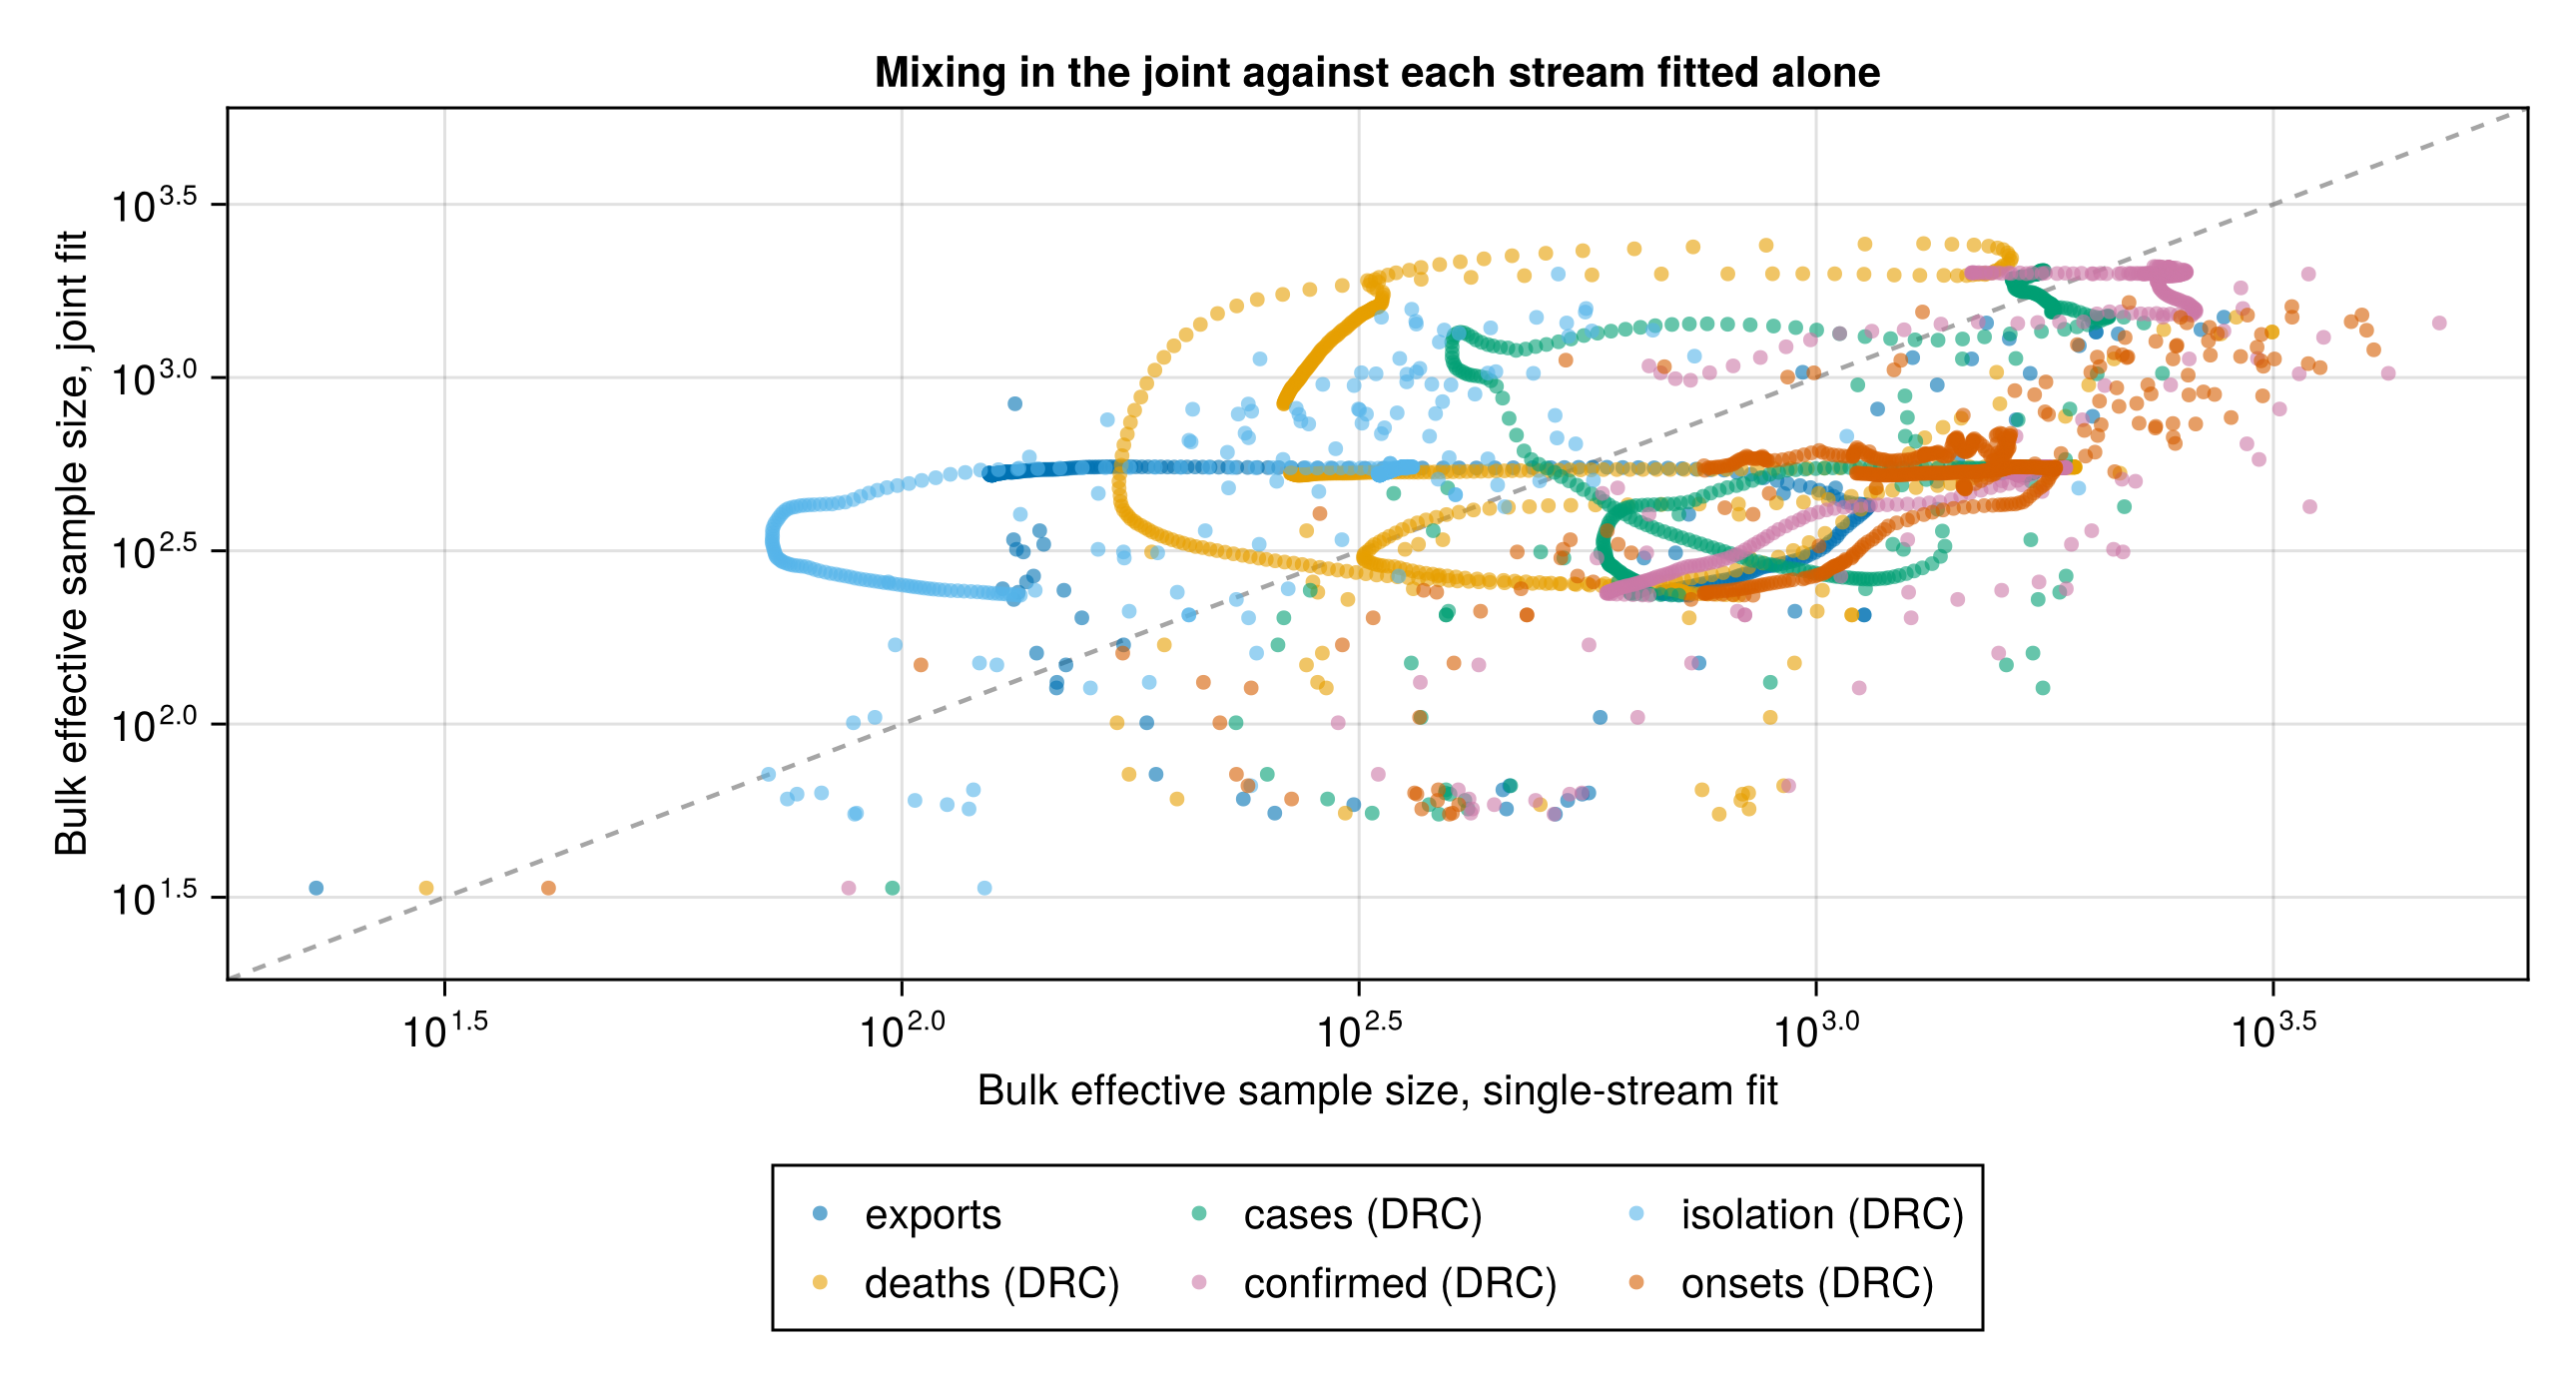 Mixing in the joint against each stream fitted alone
Bulk effective sample size, joint fit
10^3.5
10^3.0
10^2.5
10^2.0
10^1.5
10^1.5 10^2.0 10^2.5 10^3.0 10^3.5
Bulk effective sample size, single-stream fit
exports cases (DRC) isolation (DRC)
deaths (DRC) confirmed (DRC) onsets (DRC)